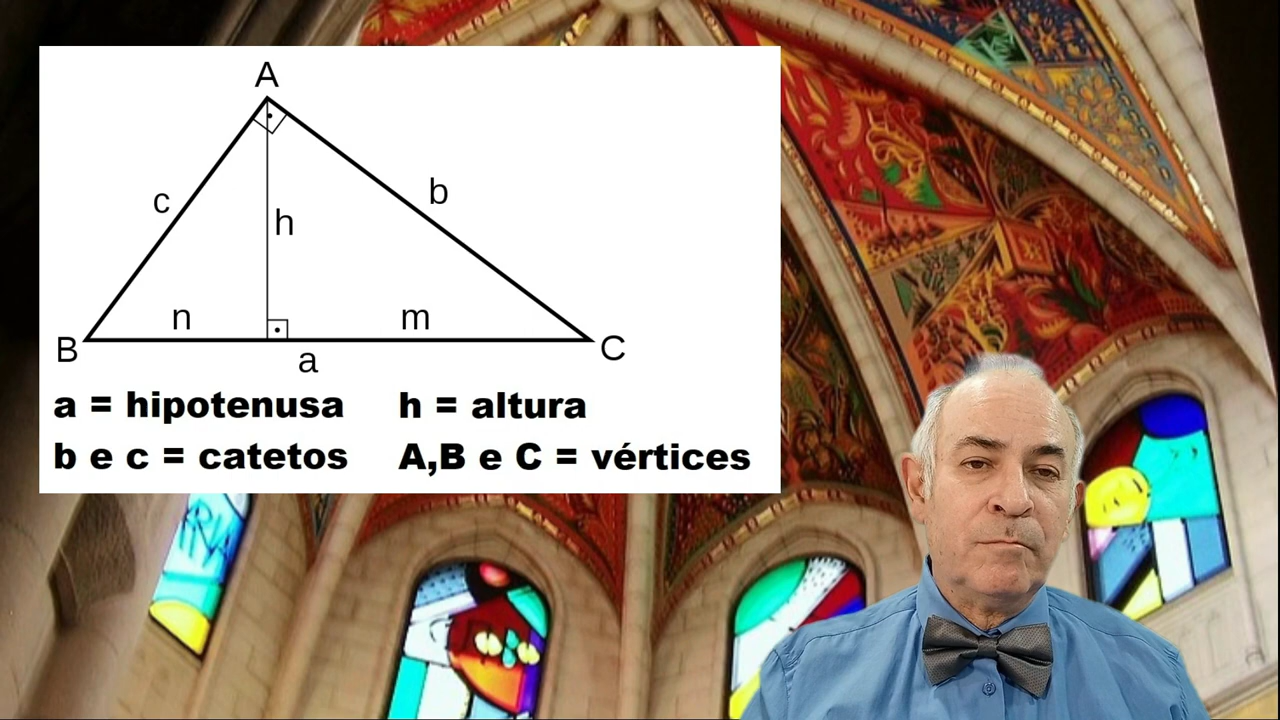 A
c
b
h
n
m
B
a
C
a = hipotenusa
h = altura
b e c = catetos
A,B e C = vértices